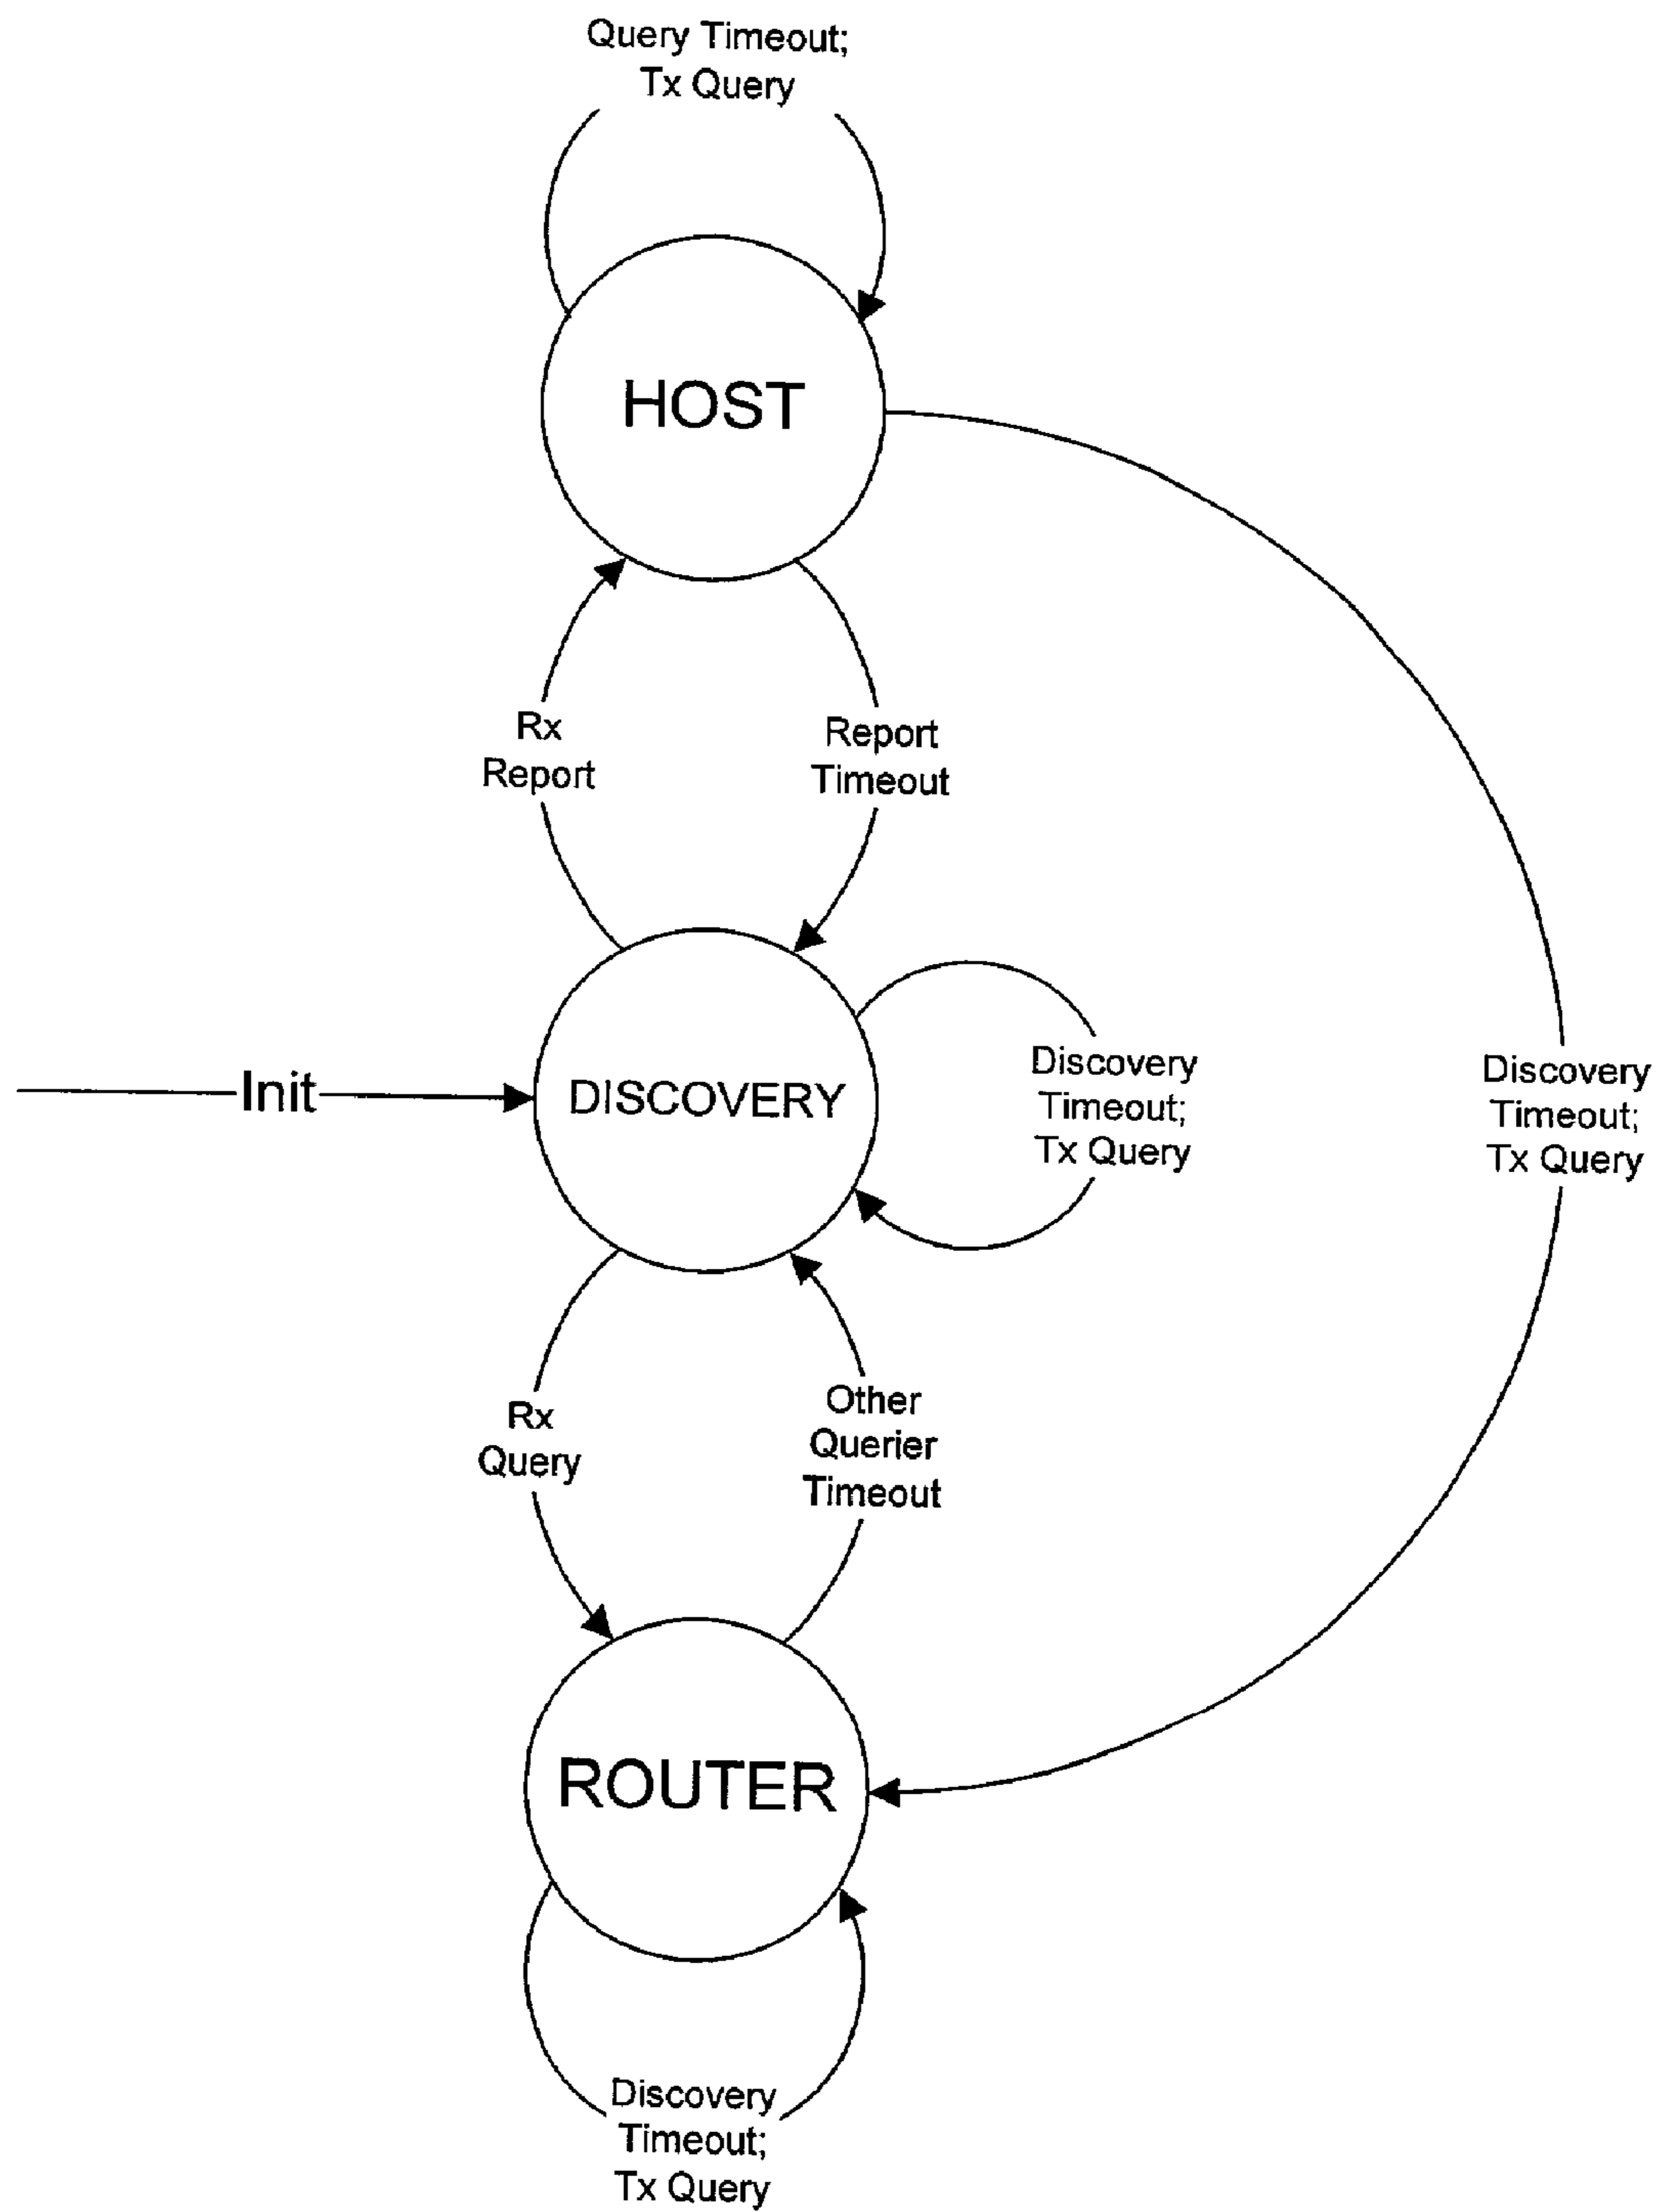 Query Timeout;
Tx Query
HOST
Rx
Report
Report
Timeout
Init
DISCOVERY
Discovery
Timeout;
Tx Query
Discovery
Timeout;
Tx Query
Rx
Query
Other
Querier
Timeout
ROUTER
Discovery
Timeout;
Tx Query